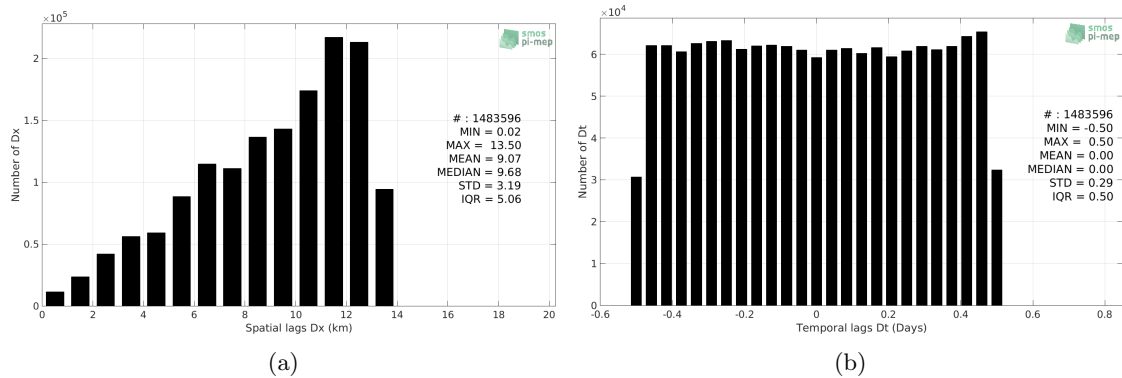 ×10⁵
smos
pi-mep
2
1.5
1
0.5
0
Number of Dx
# : 1483596
MIN = 0.02
MAX = 13.50
MEAN = 9.07
MEDIAN = 9.68
STD = 3.19
IQR = 5.06
0 2 4 6 8 10 12 14 16 18 20
Spatial lags Dx (km)
(a)
×10⁴
smos
pi-mep
6
5
4
3
2
1
0
Number of Dt
# : 1483596
MIN = -0.50
MAX = 0.50
MEAN = 0.00
MEDIAN = 0.00
STD = 0.29
IQR = 0.50
-0.6 -0.4 -0.2 0 0.2 0.4 0.6 0.8
Temporal lags Dt (Days)
(b)